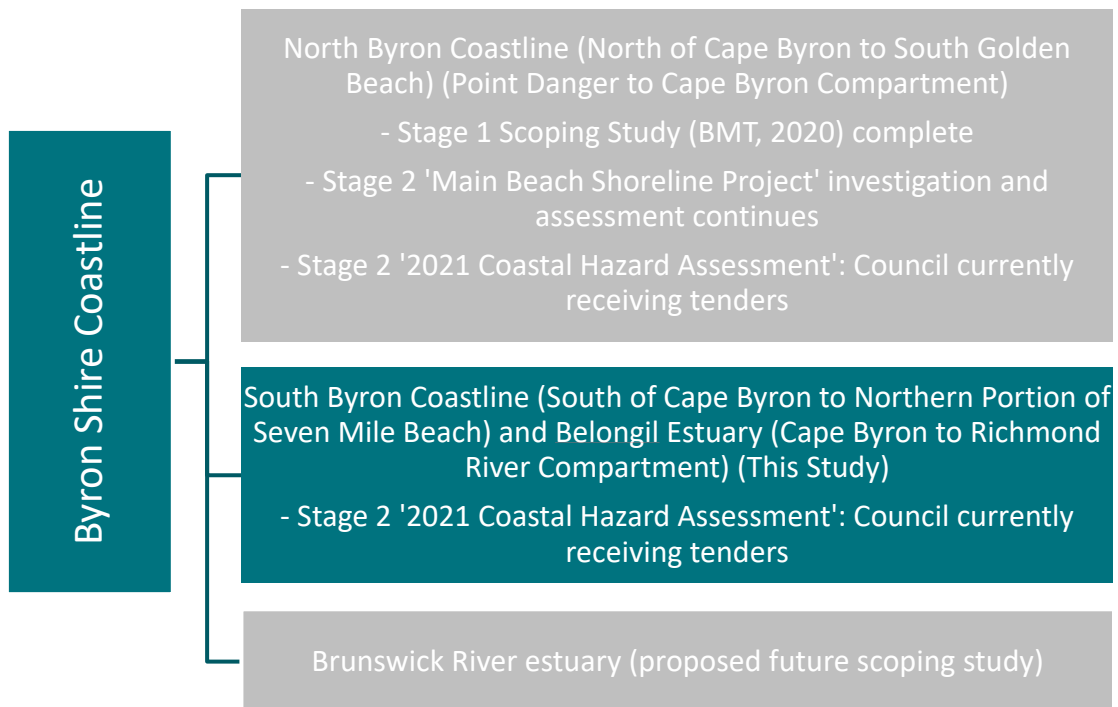 Byron Shire Coastline
North Byron Coastline (North of Cape Byron to South Golden
Beach) (Point Danger to Cape Byron Compartment)
- Stage 1 Scoping Study (BMT, 2020) complete
- Stage 2 'Main Beach Shoreline Project' investigation and
assessment continues
- Stage 2 '2021 Coastal Hazard Assessment': Council currently
receiving tenders
South Byron Coastline (South of Cape Byron to Northern Portion of
Seven Mile Beach) and Belongil Estuary (Cape Byron to Richmond
River Compartment) (This Study)
- Stage 2 '2021 Coastal Hazard Assessment': Council currently
receiving tenders
Brunswick River estuary (proposed future scoping study)